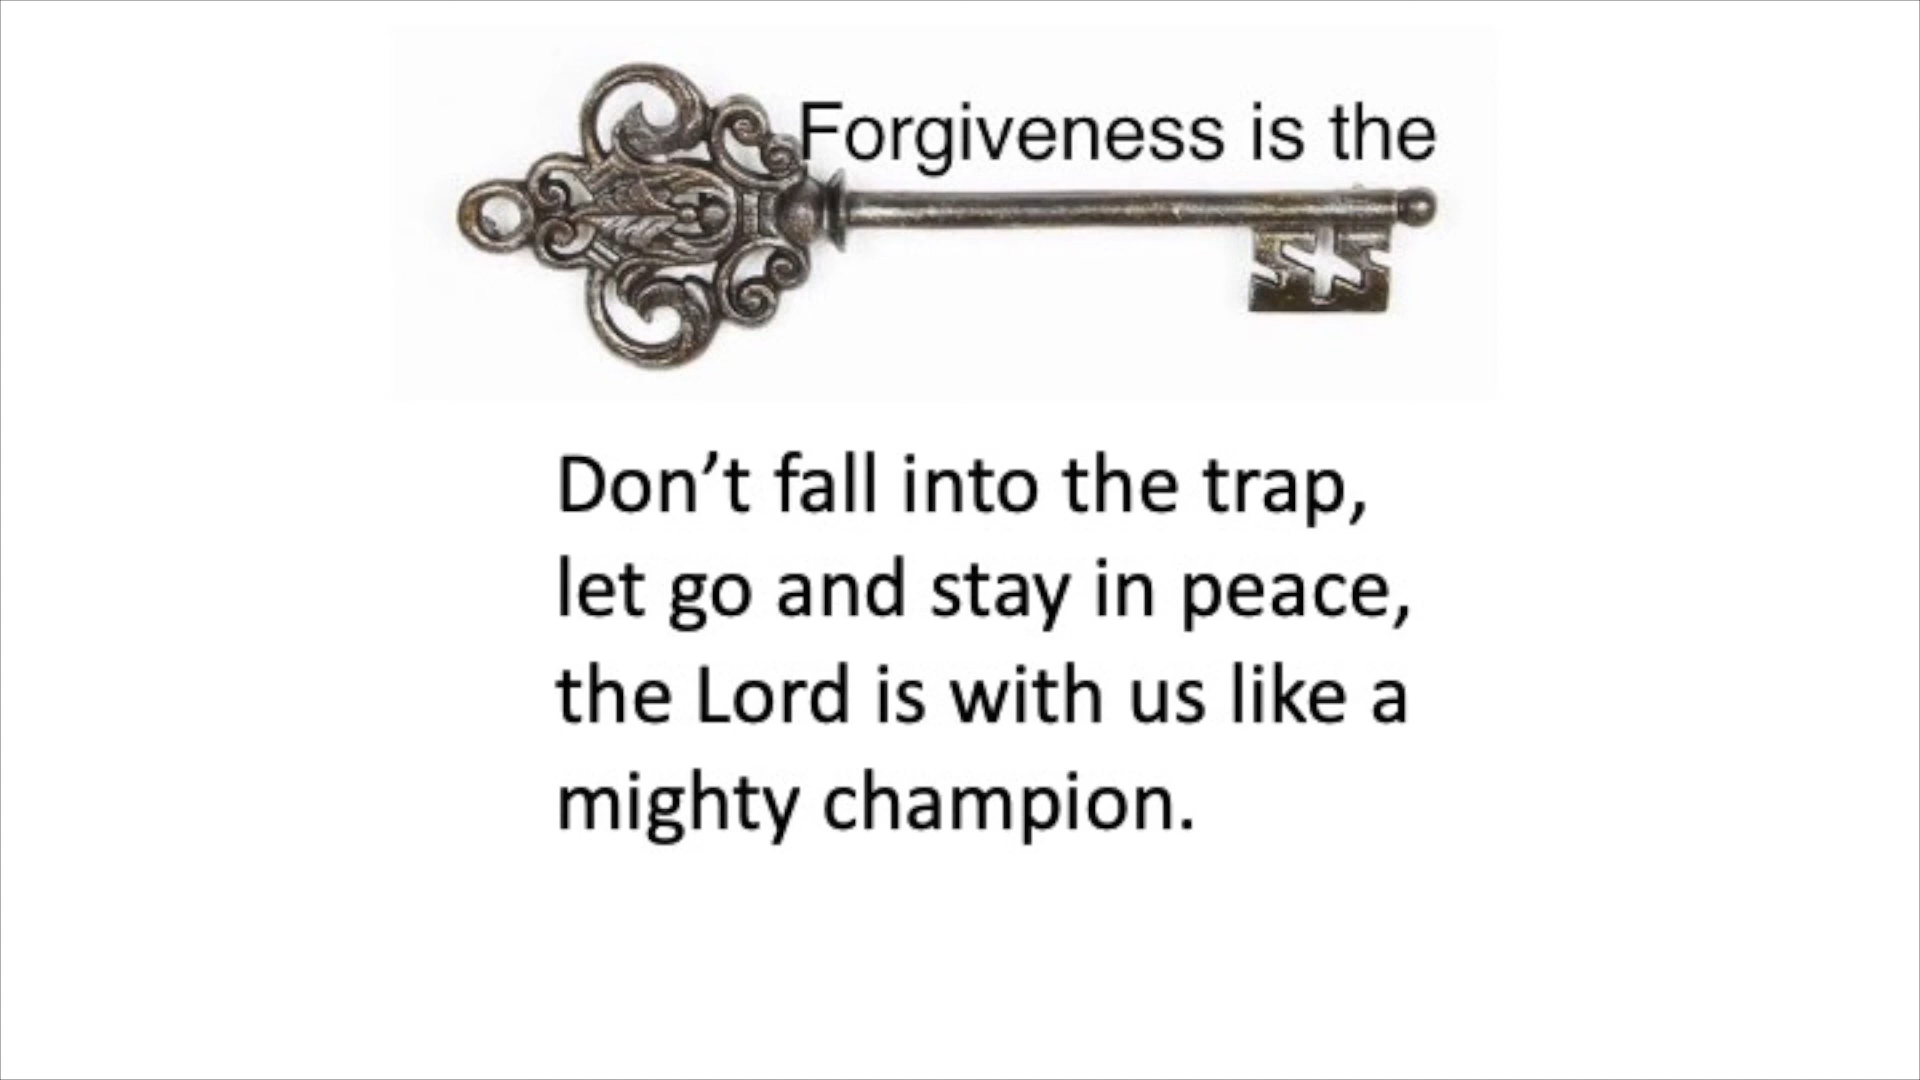 Forgiveness is the
Don’t fall into the trap,
let go and stay in peace,
the Lord is with us like a
mighty champion.